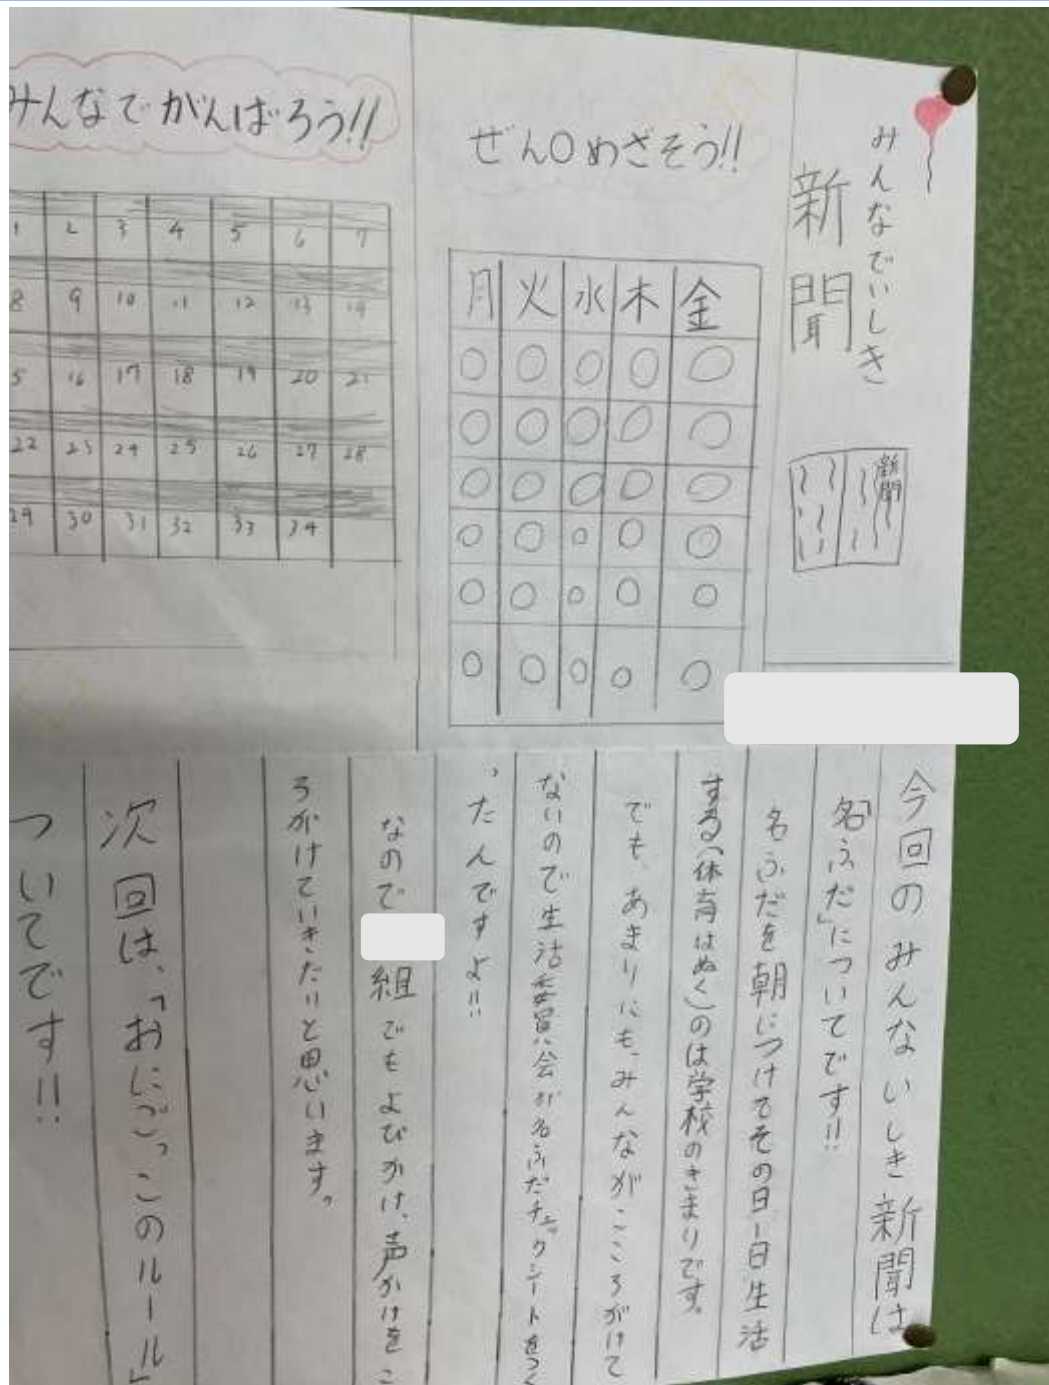 みんなでいしき
新聞
新聞
ぜん〇めざそう!!
月 火 水 木 金
〇 〇 〇 〇 〇
〇 〇 〇 〇 〇
〇 〇 〇 〇 〇
〇 〇 〇 〇 〇
〇 〇 〇 〇 〇
〇 〇 〇 〇 〇
みんなでがんばろう!!
1 2 3 4 5 6 7
8 9 10 11 12 13 14
5 16 17 18 19 20 21
22 23 24 25 26 27 28
29 30 31 32 33 34
今回のみんないしき新聞は
「名ふだ」についてです!!
名ふだを朝につけてその日1日生活
する(体育はぬく)のは学校のきまりです。
でも、あまりにも、みんながこころがけて
ないので生活委員会が名ふだチェックシートをつく
ったんですよ!!
なので
組でもよびかけ、声かけをこ
ろがけていきたいと思います。
次回は、「おにごっこのルール」に
ついてです!!